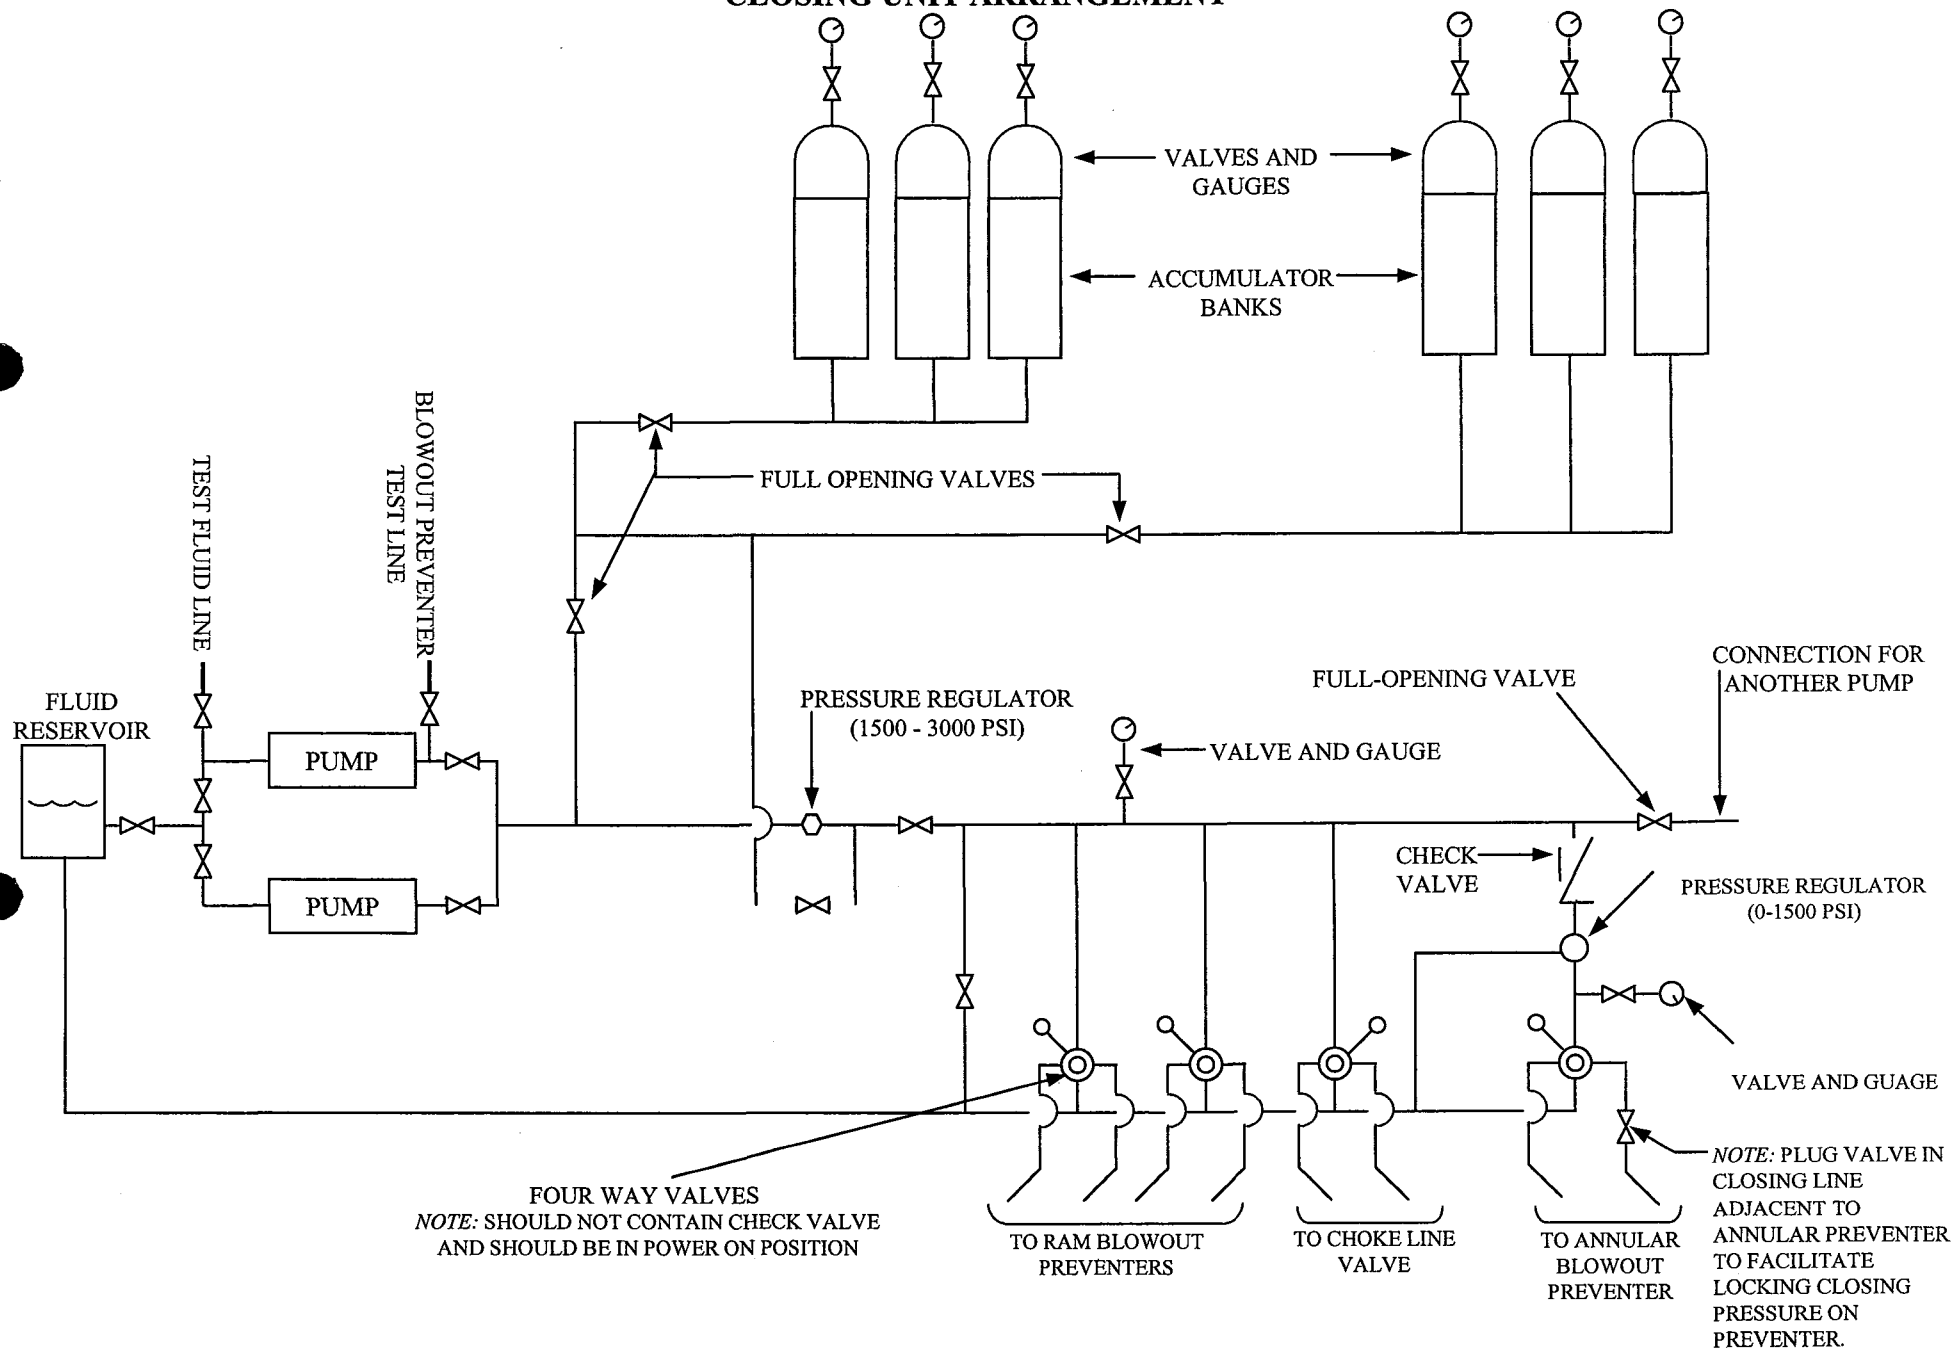 CLOSING UNIT ARRANGEMENT
VALVES AND
GAUGES
ACCUMULATOR
BANKS
BLOWOUT PREVENTER
TEST LINE
TEST FLUID LINE
FULL OPENING VALVES
FLUID
RESERVOIR
PUMP
PUMP
PRESSURE REGULATOR
(1500 - 3000 PSI)
VALVE AND GAUGE
FULL-OPENING VALVE
CONNECTION FOR
ANOTHER PUMP
CHECK
VALVE
PRESSURE REGULATOR
(0-1500 PSI)
VALVE AND GUAGE
FOUR WAY VALVES
NOTE: SHOULD NOT CONTAIN CHECK VALVE
AND SHOULD BE IN POWER ON POSITION
TO RAM BLOWOUT
PREVENTERS
TO CHOKE LINE
VALVE
TO ANNULAR
BLOWOUT
PREVENTER
NOTE: PLUG VALVE IN
CLOSING LINE
ADJACENT TO
ANNULAR PREVENTER
TO FACILITATE
LOCKING CLOSING
PRESSURE ON
PREVENTER.